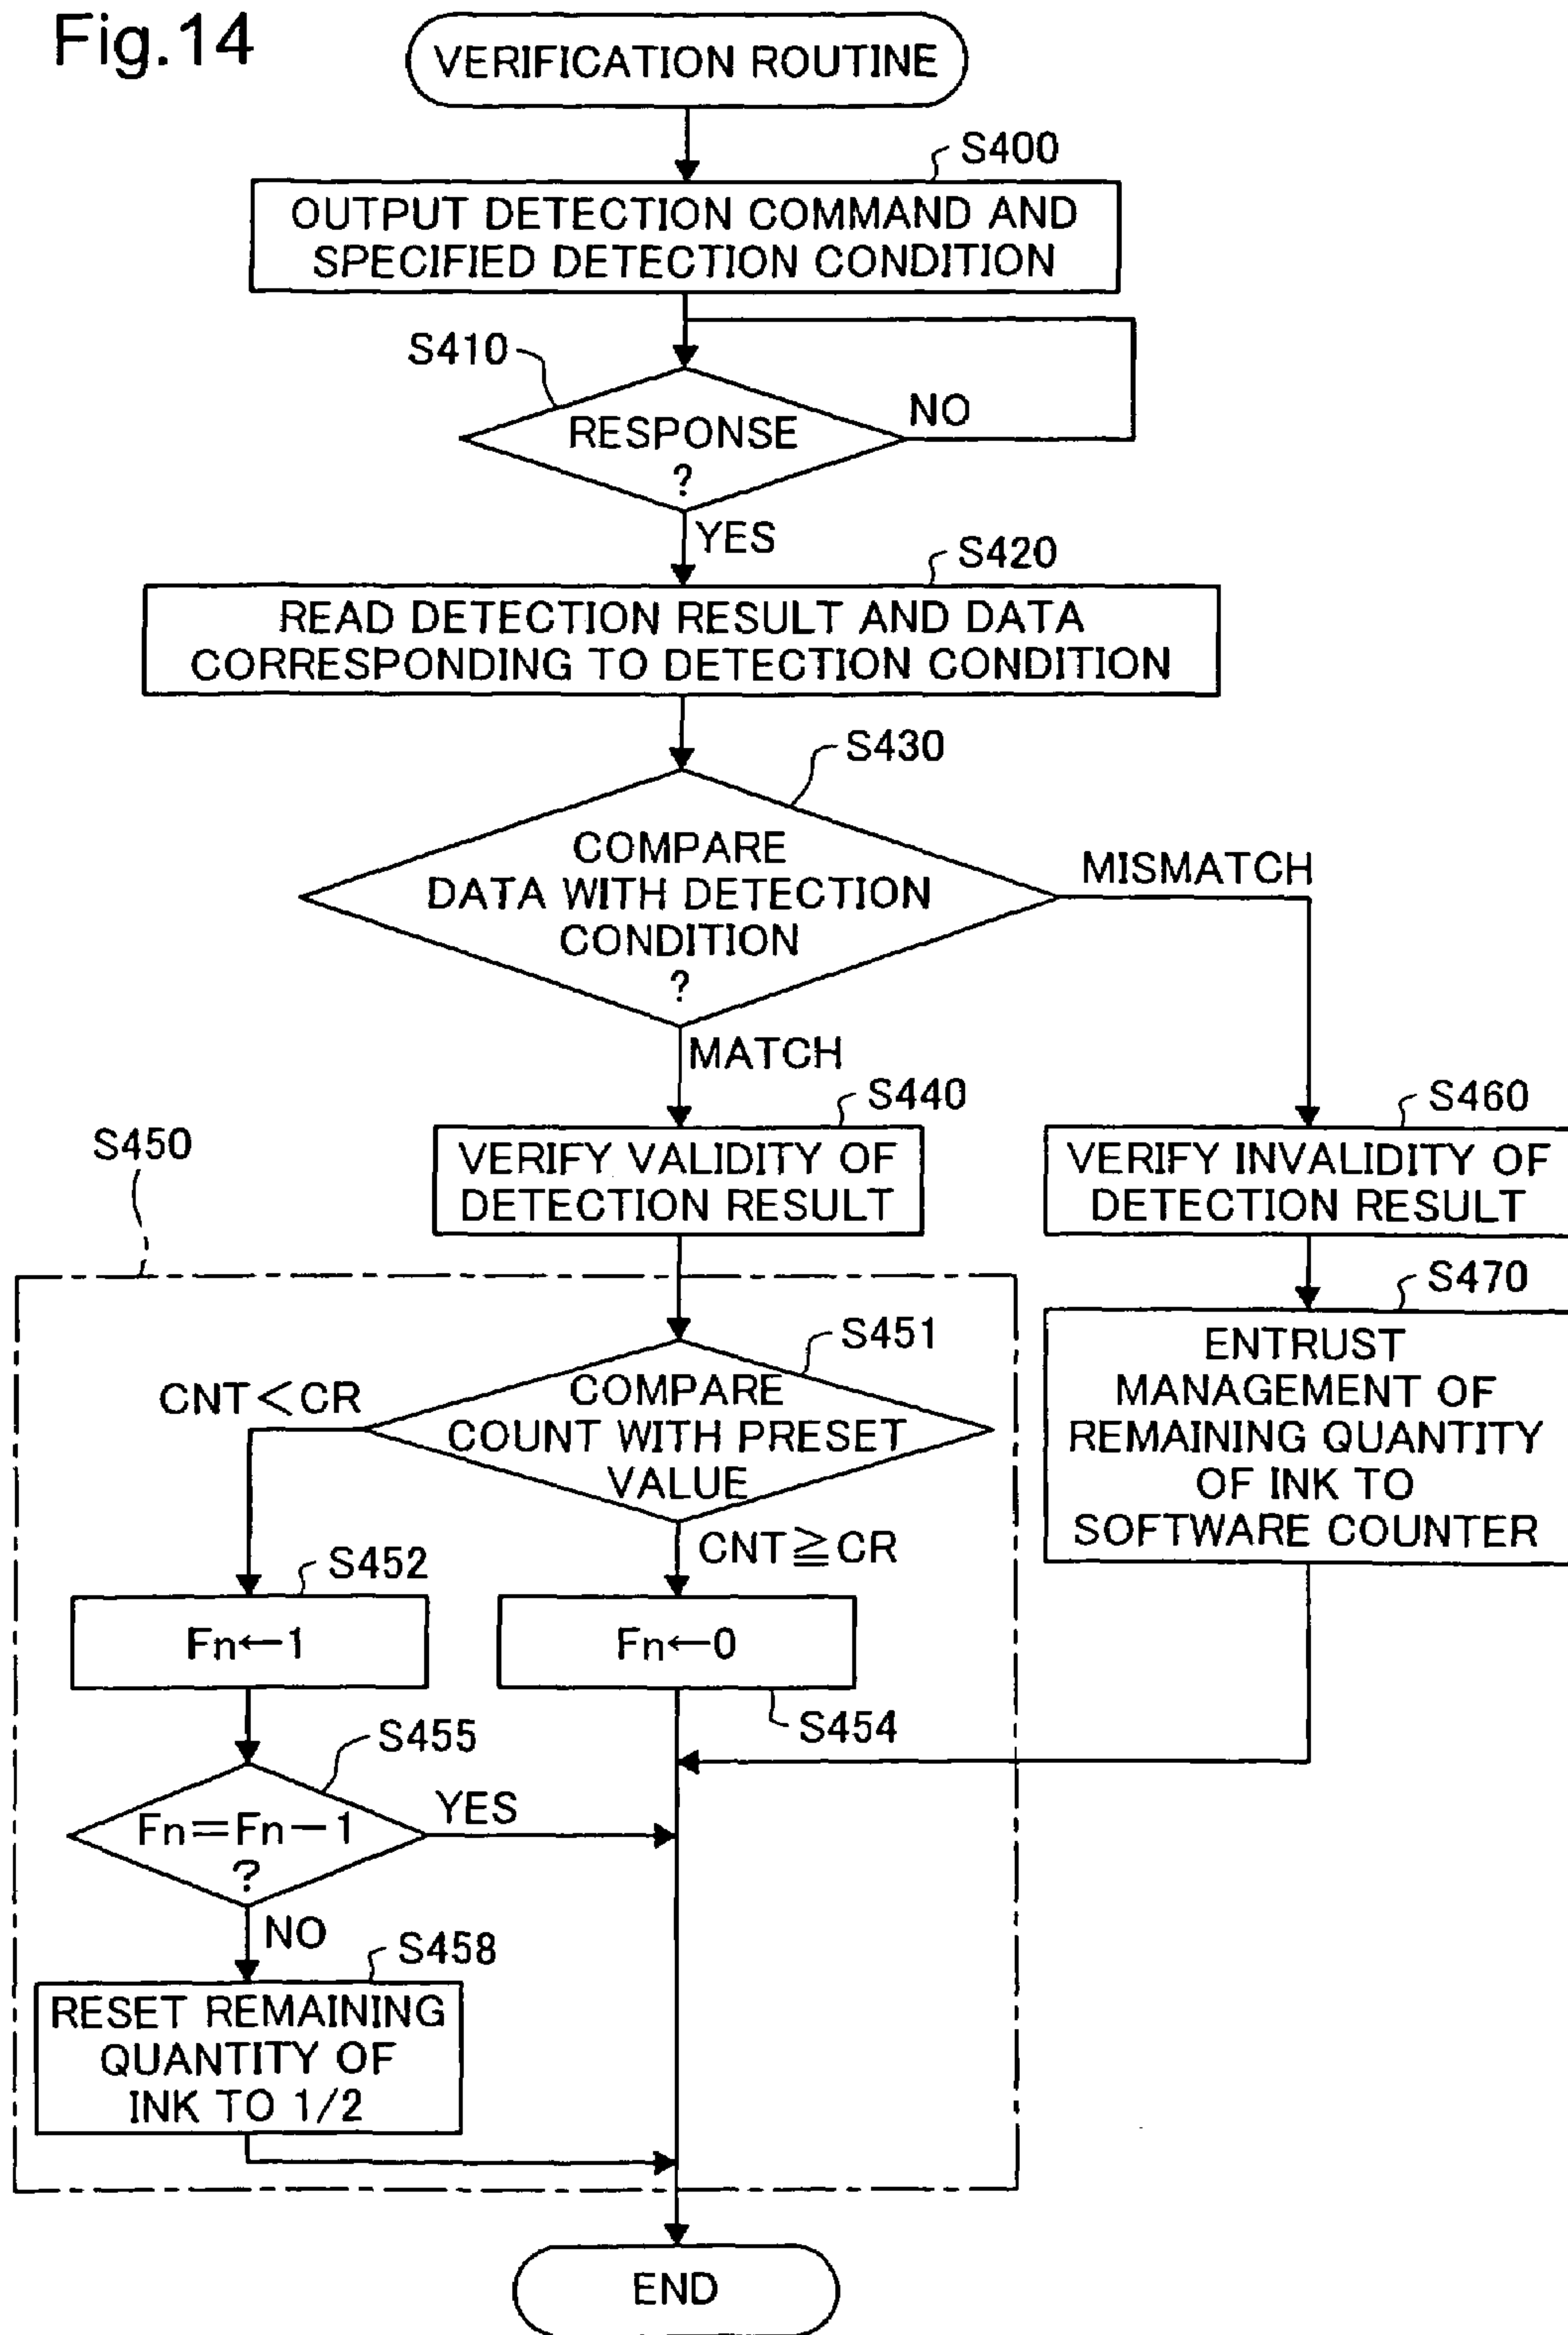 Fig.14
VERIFICATION ROUTINE
S400
OUTPUT DETECTION COMMAND AND
SPECIFIED DETECTION CONDITION
S410
RESPONSE
?
NO
YES
S420
READ DETECTION RESULT AND DATA
CORRESPONDING TO DETECTION CONDITION
S430
COMPARE
DATA WITH DETECTION
CONDITION
?
MISMATCH
MATCH
S440
VERIFY VALIDITY OF
DETECTION RESULT
S460
VERIFY INVALIDITY OF
DETECTION RESULT
S470
ENTRUST
MANAGEMENT OF
REMAINING QUANTITY
OF INK TO
SOFTWARE COUNTER
S450
S451
COMPARE
COUNT WITH PRESET
VALUE
CNT<CR
CNT≧CR
S452
Fn←1
Fn←0
S454
S455
Fn=Fn-1
?
YES
NO
S458
RESET REMAINING
QUANTITY OF
INK TO 1/2
END